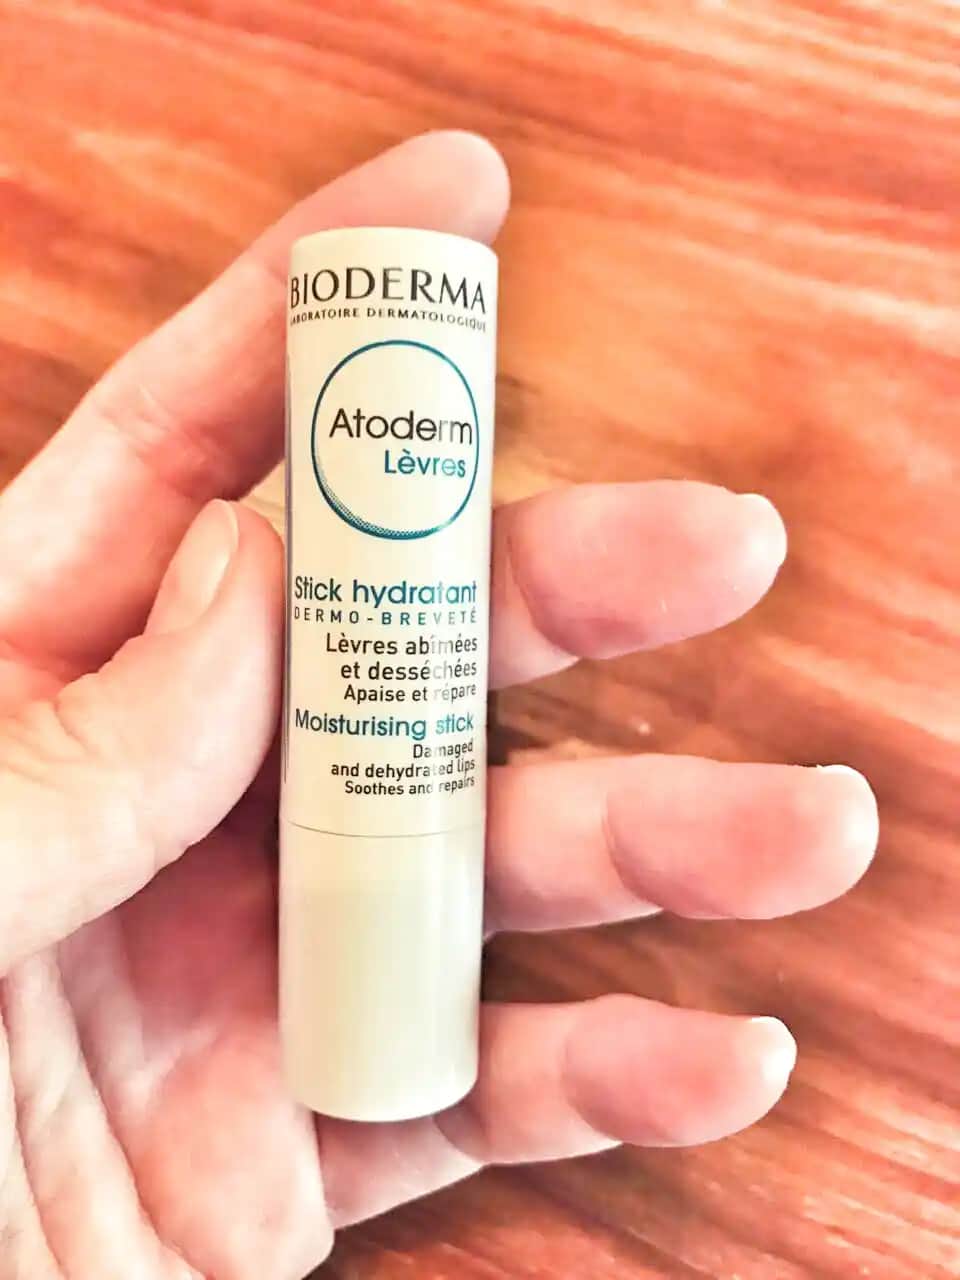 BIODERMA
LABORATOIRE DERMATOLOGIQUE
Atoderm
Lèvres
Stick hydratant
DERMO-BREVETÉ
Lèvres abîmées
et desséchées
Apaise et répare
Moisturising stick
Damaged
and dehydrated lips
Soothes and repairs